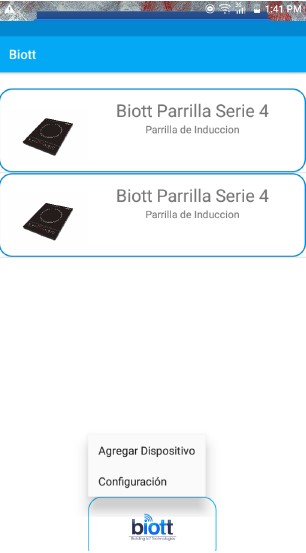 1:41 PM
Biott
Biott Parrilla Serie 4
Parrilla de Induccion
Biott Parrilla Serie 4
Parrilla de Induccion
Agregar Dispositivo
Configuración
biott
Building IoT Technologies